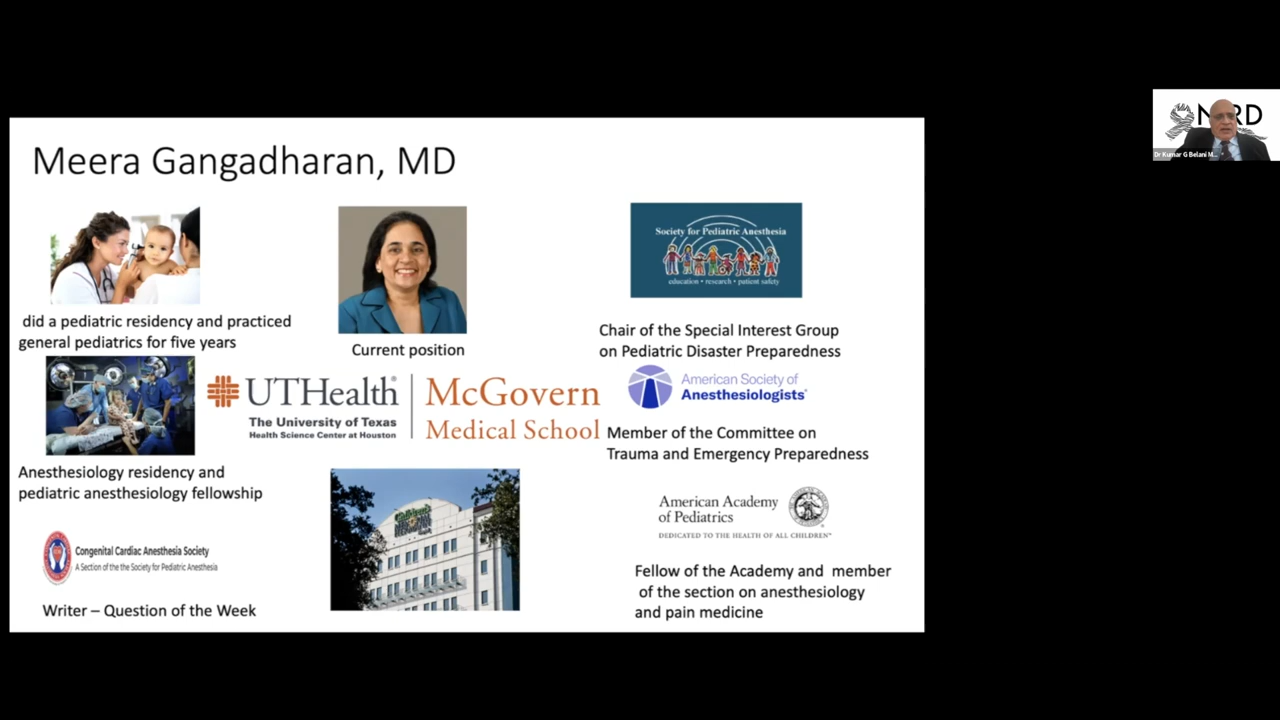 Meera Gangadharan, MD
did a pediatric residency and practiced
general pediatrics for five years
Anesthesiology residency and
pediatric anesthesiology fellowship
Congenital Cardiac Anesthesia Society
A Section of the the Society for Pediatric Anesthesia
Writer – Question of the Week
Current position
UTHealth®
The University of Texas
Health Science Center at Houston
McGovern
Medical School
Society for Pediatric Anesthesia
education • research • patient safety
Chair of the Special Interest Group
on Pediatric Disaster Preparedness
American Society of
Anesthesiologists®
Member of the Committee on
Trauma and Emergency Preparedness
American Academy
of Pediatrics
DEDICATED TO THE HEALTH OF ALL CHILDREN™
Fellow of the Academy and member
of the section on anesthesiology
and pain medicine
Dr Kumar G Belani M...